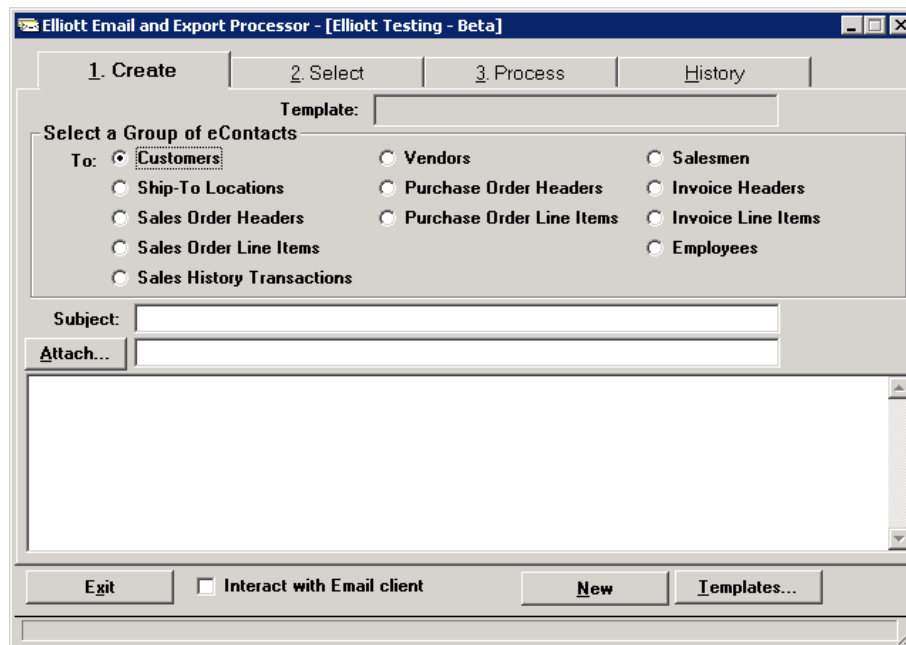 Elliott Email and Export Processor - [Elliott Testing - Beta]
1. Create 2. Select 3. Process History
Template:
Select a Group of eContacts
To: Customers Vendors Salesmen
Ship-To Locations Purchase Order Headers Invoice Headers
Sales Order Headers Purchase Order Line Items Invoice Line Items
Sales Order Line Items Employees
Sales History Transactions
Subject:
Attach...
Exit Interact with Email client New Templates...